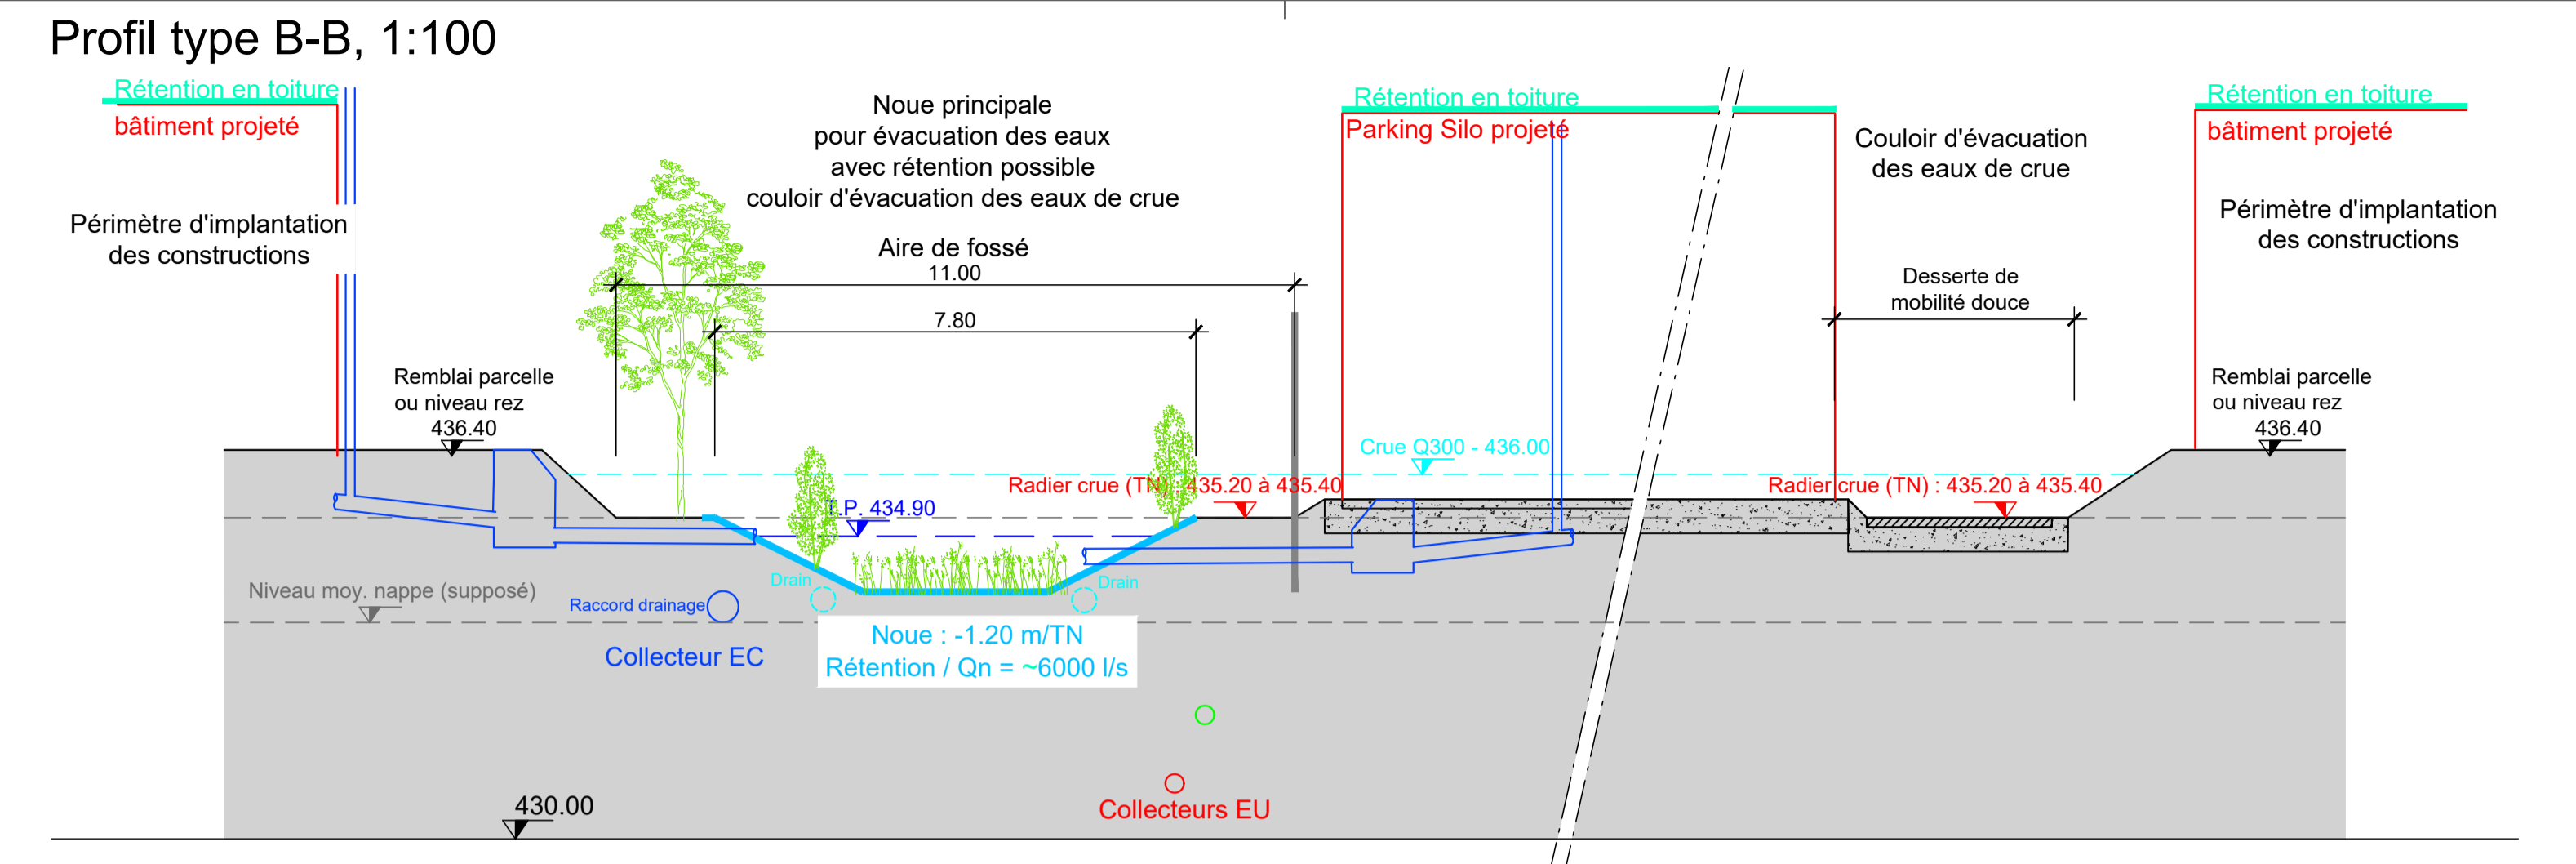 Profil type B-B, 1:100
Rétention en toiture
bâtiment projeté
Périmètre d'implantation
des constructions
Noue principale
pour évacuation des eaux
avec rétention possible
couloir d'évacuation des eaux de crue
Aire de fossé
11.00
7.80
Rétention en toiture
Parking Silo projeté
Couloir d'évacuation
des eaux de crue
Desserte de
mobilité douce
Rétention en toiture
bâtiment projeté
Périmètre d'implantation
des constructions
Remblai parcelle
ou niveau rez
436.40
Remblai parcelle
ou niveau rez
436.40
Crue Q300 - 436.00
Radier crue (TN) : 435.20 à 435.40
Radier crue (TN) : 435.20 à 435.40
T.P. 434.90
Niveau moy. nappe (supposé)
Raccord drainage
Drain
Drain
Collecteur EC
Noue : -1.20 m/TN
Rétention / Qn = ~6000 l/s
Collecteurs EU
430.00